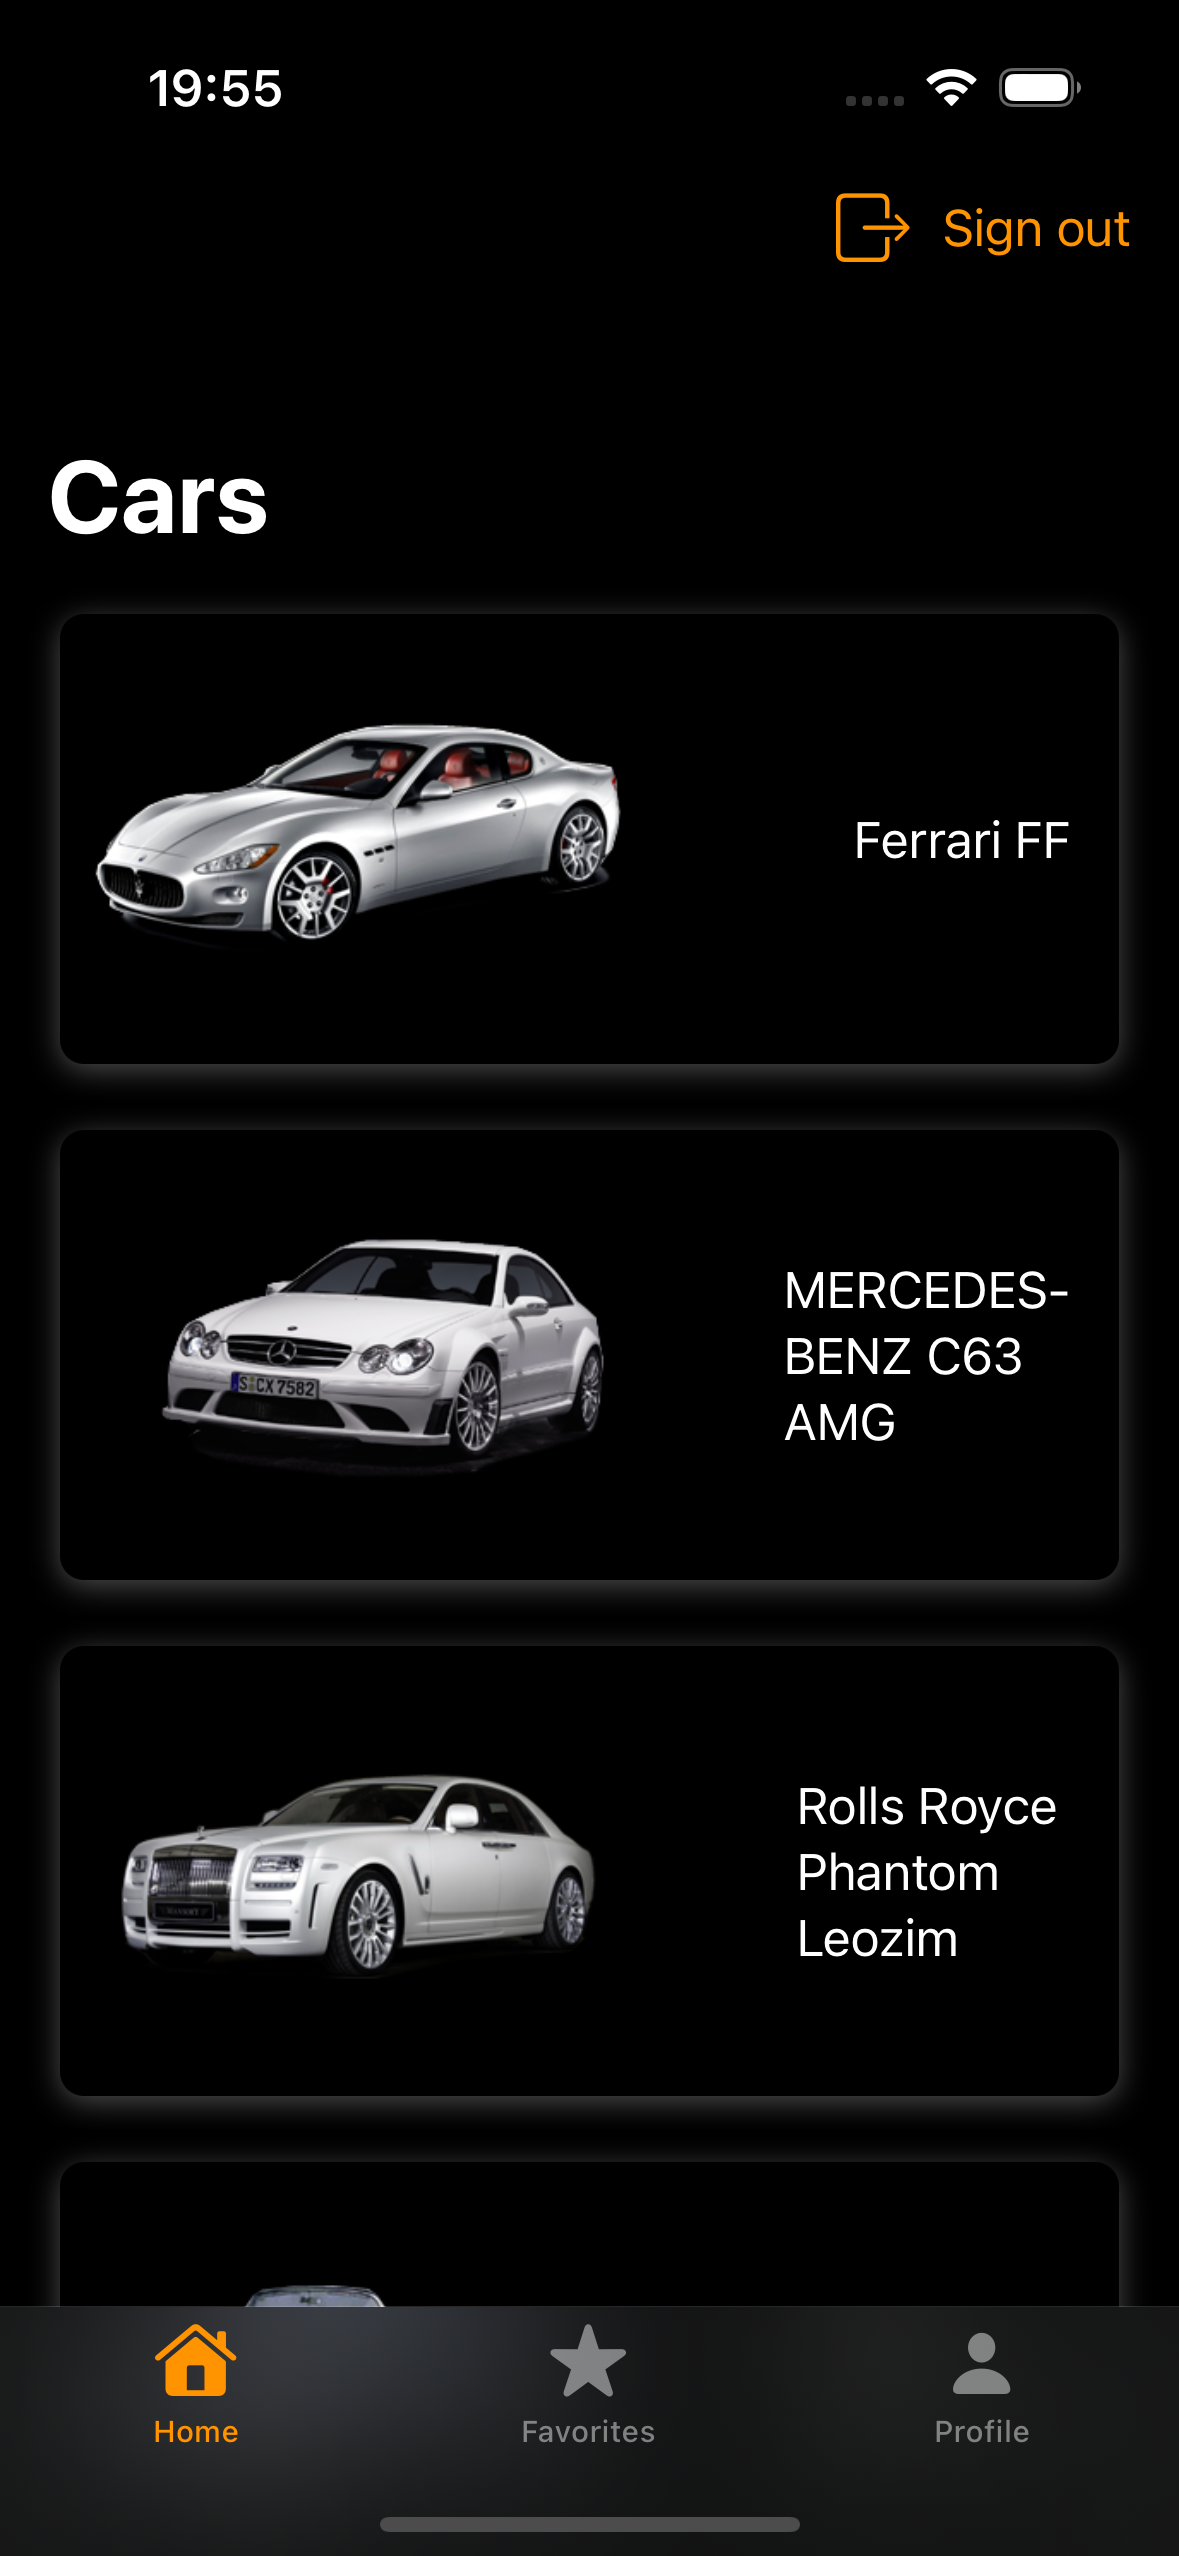 19:55
Sign out
Cars
Ferrari FF
MERCEDES-
BENZ C63
AMG
S CX 7582
Rolls Royce
Phantom
Leozim
Home
Favorites
Profile